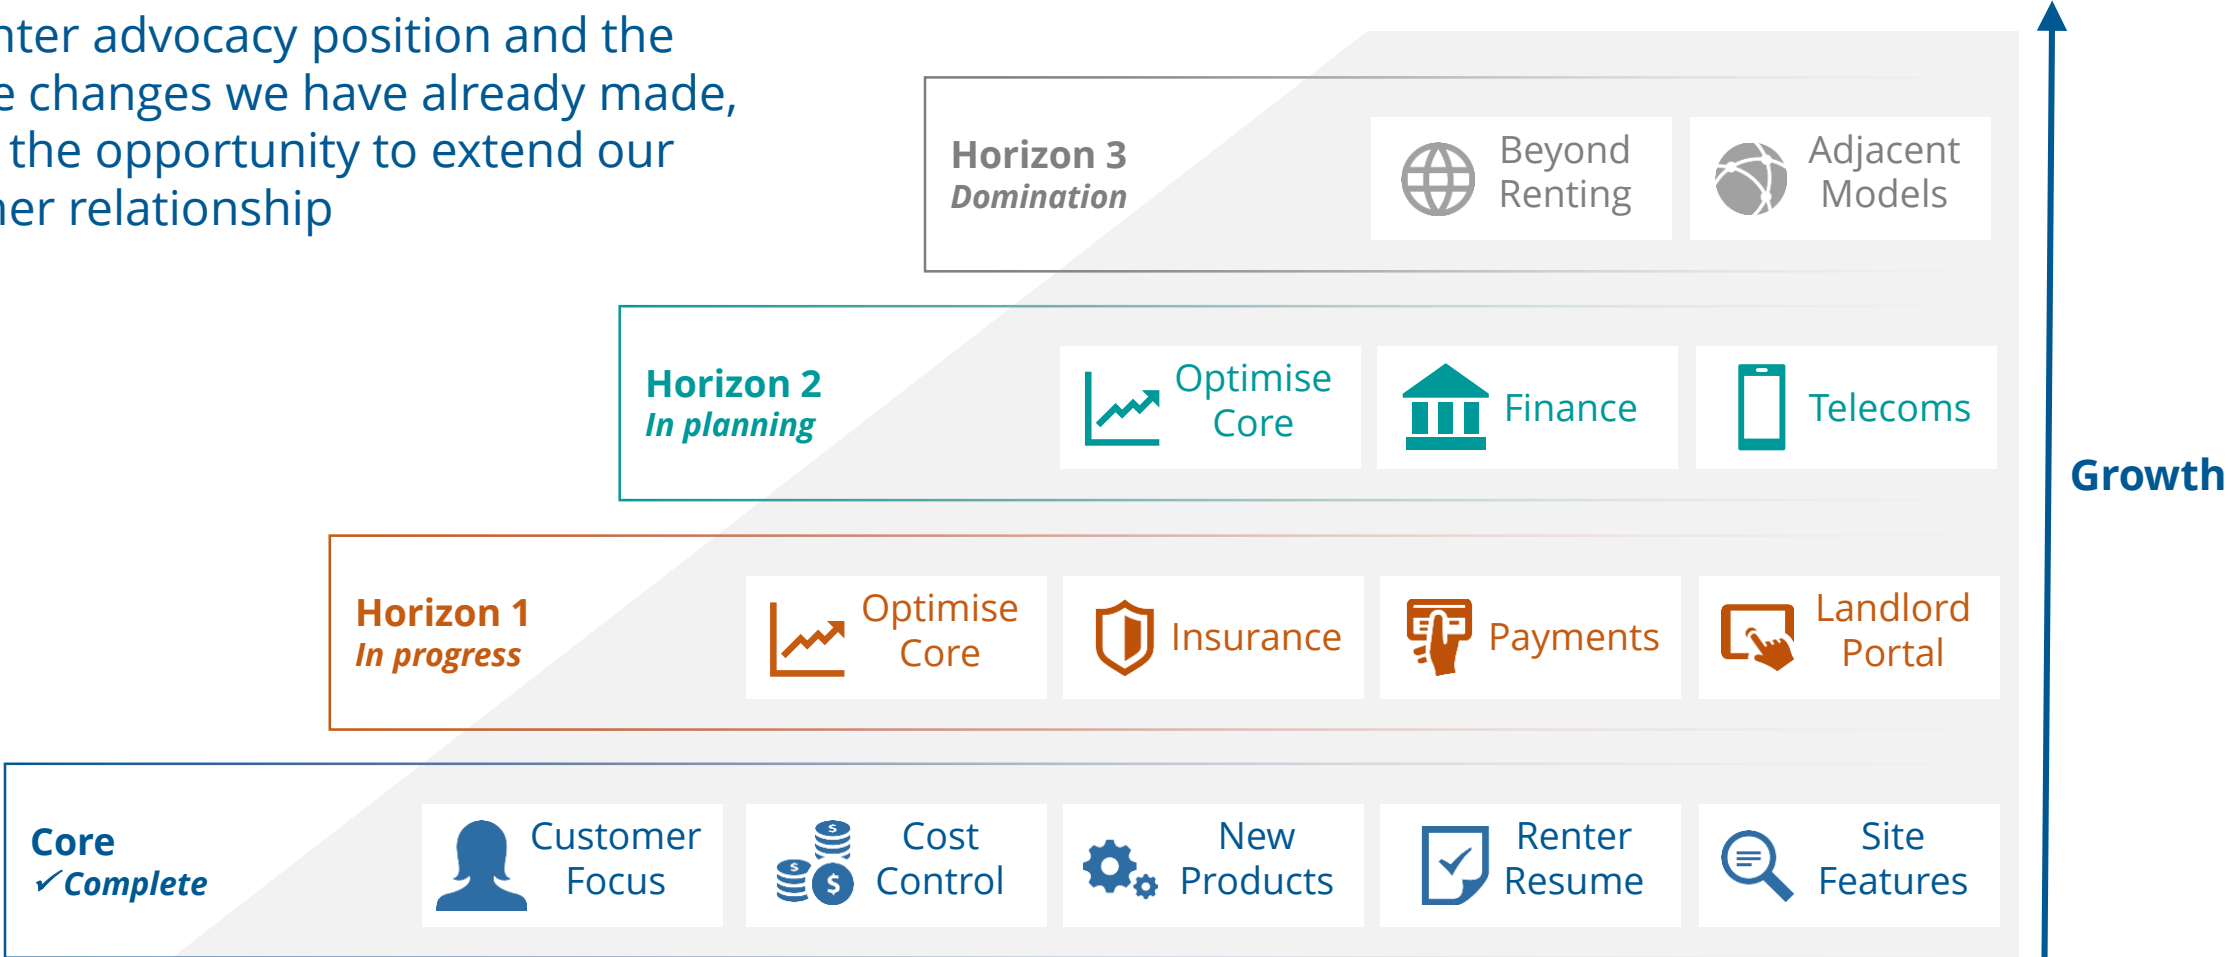 nter advocacy position and the
e changes we have already made,
the opportunity to extend our
ner relationship
Horizon 3
Domination
Beyond
Renting
Adjacent
Models
Horizon 2
In planning
Optimise
Core
Finance
Telecoms
Growth
Horizon 1
In progress
Optimise
Core
Insurance
Payments
Landlord
Portal
Core
✓Complete
Customer
Focus
Cost
Control
New
Products
Renter
Resume
Site
Features